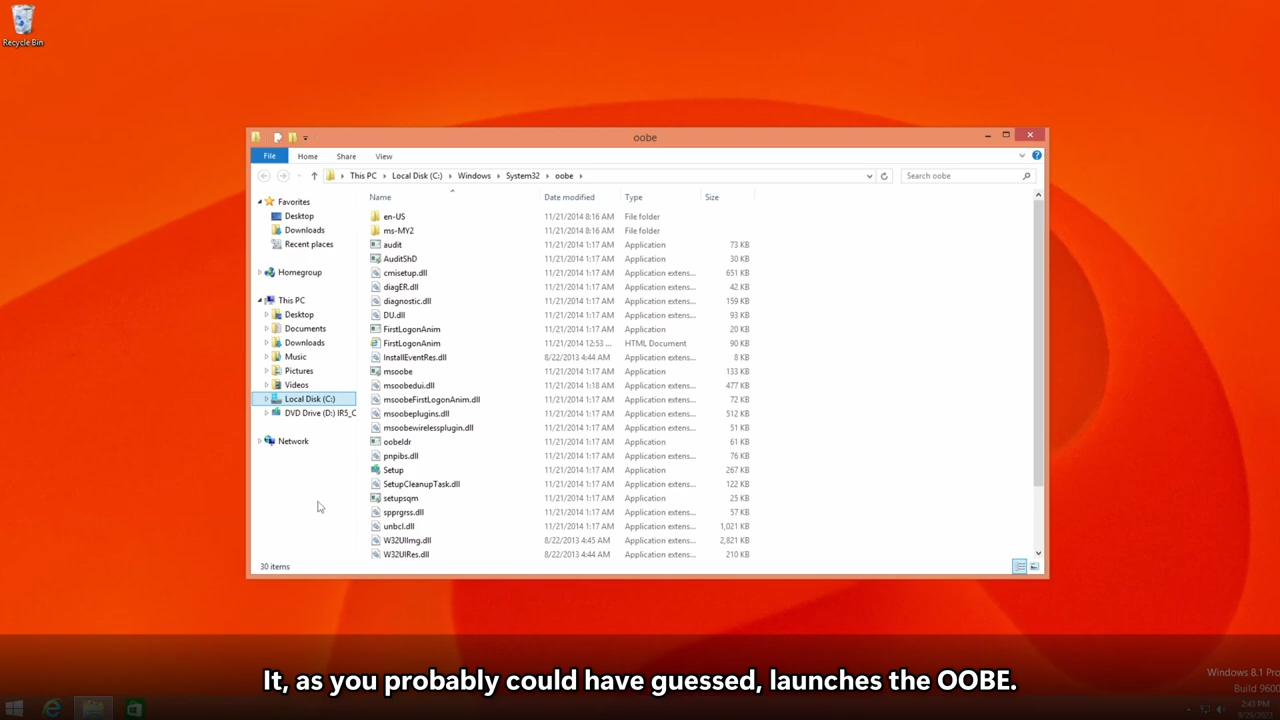 Recycle Bin
oobe
File Home Share View
This PC Local Disk (C:) Windows System32 oobe
Search oobe
Favorites
Desktop
Downloads
Recent places
Homegroup
This PC
Desktop
Documents
Downloads
Music
Pictures
Videos
Local Disk (C:)
DVD Drive (D:) IR5_C
Network
Name Date modified Type Size
en-US 11/21/2014 8:16 AM File folder
ms-MY2 11/21/2014 8:16 AM File folder
audit 11/21/2014 1:17 AM Application 73 KB
AuditShD 11/21/2014 1:17 AM Application 30 KB
cmisetup.dll 11/21/2014 1:17 AM Application extens... 651 KB
diagER.dll 11/21/2014 1:17 AM Application extens... 42 KB
diagnostic.dll 11/21/2014 1:17 AM Application extens... 159 KB
DU.dll 11/21/2014 1:17 AM Application extens... 93 KB
FirstLogonAnim 11/21/2014 1:17 AM Application 20 KB
FirstLogonAnim 11/21/2014 12:53 ... HTML Document 90 KB
InstallEventRes.dll 8/22/2013 4:44 AM Application extens... 8 KB
msoobe 11/21/2014 1:17 AM Application 133 KB
msoobedui.dll 11/21/2014 1:18 AM Application extens... 477 KB
msoobeFirstLogonAnim.dll 11/21/2014 1:17 AM Application extens... 72 KB
msoobeplugins.dll 11/21/2014 1:17 AM Application extens... 512 KB
msoobewirelessplugin.dll 11/21/2014 1:17 AM Application extens... 51 KB
oobeldr 11/21/2014 1:17 AM Application 61 KB
pnpibs.dll 11/21/2014 1:17 AM Application extens... 76 KB
Setup 11/21/2014 1:17 AM Application 267 KB
SetupCleanupTask.dll 11/21/2014 1:17 AM Application extens... 122 KB
setupsqm 11/21/2014 1:17 AM Application 25 KB
spprgrss.dll 11/21/2014 1:17 AM Application extens... 57 KB
unbcl.dll 11/21/2014 1:17 AM Application extens... 1,021 KB
W32UIImg.dll 8/22/2013 4:45 AM Application extens... 2,821 KB
W32UIRes.dll 8/22/2013 4:44 AM Application extens... 210 KB
30 items
It, as you probably could have guessed, launches the OOBE.
Windows 8.1 Pro
Build 9600
2:43 PM